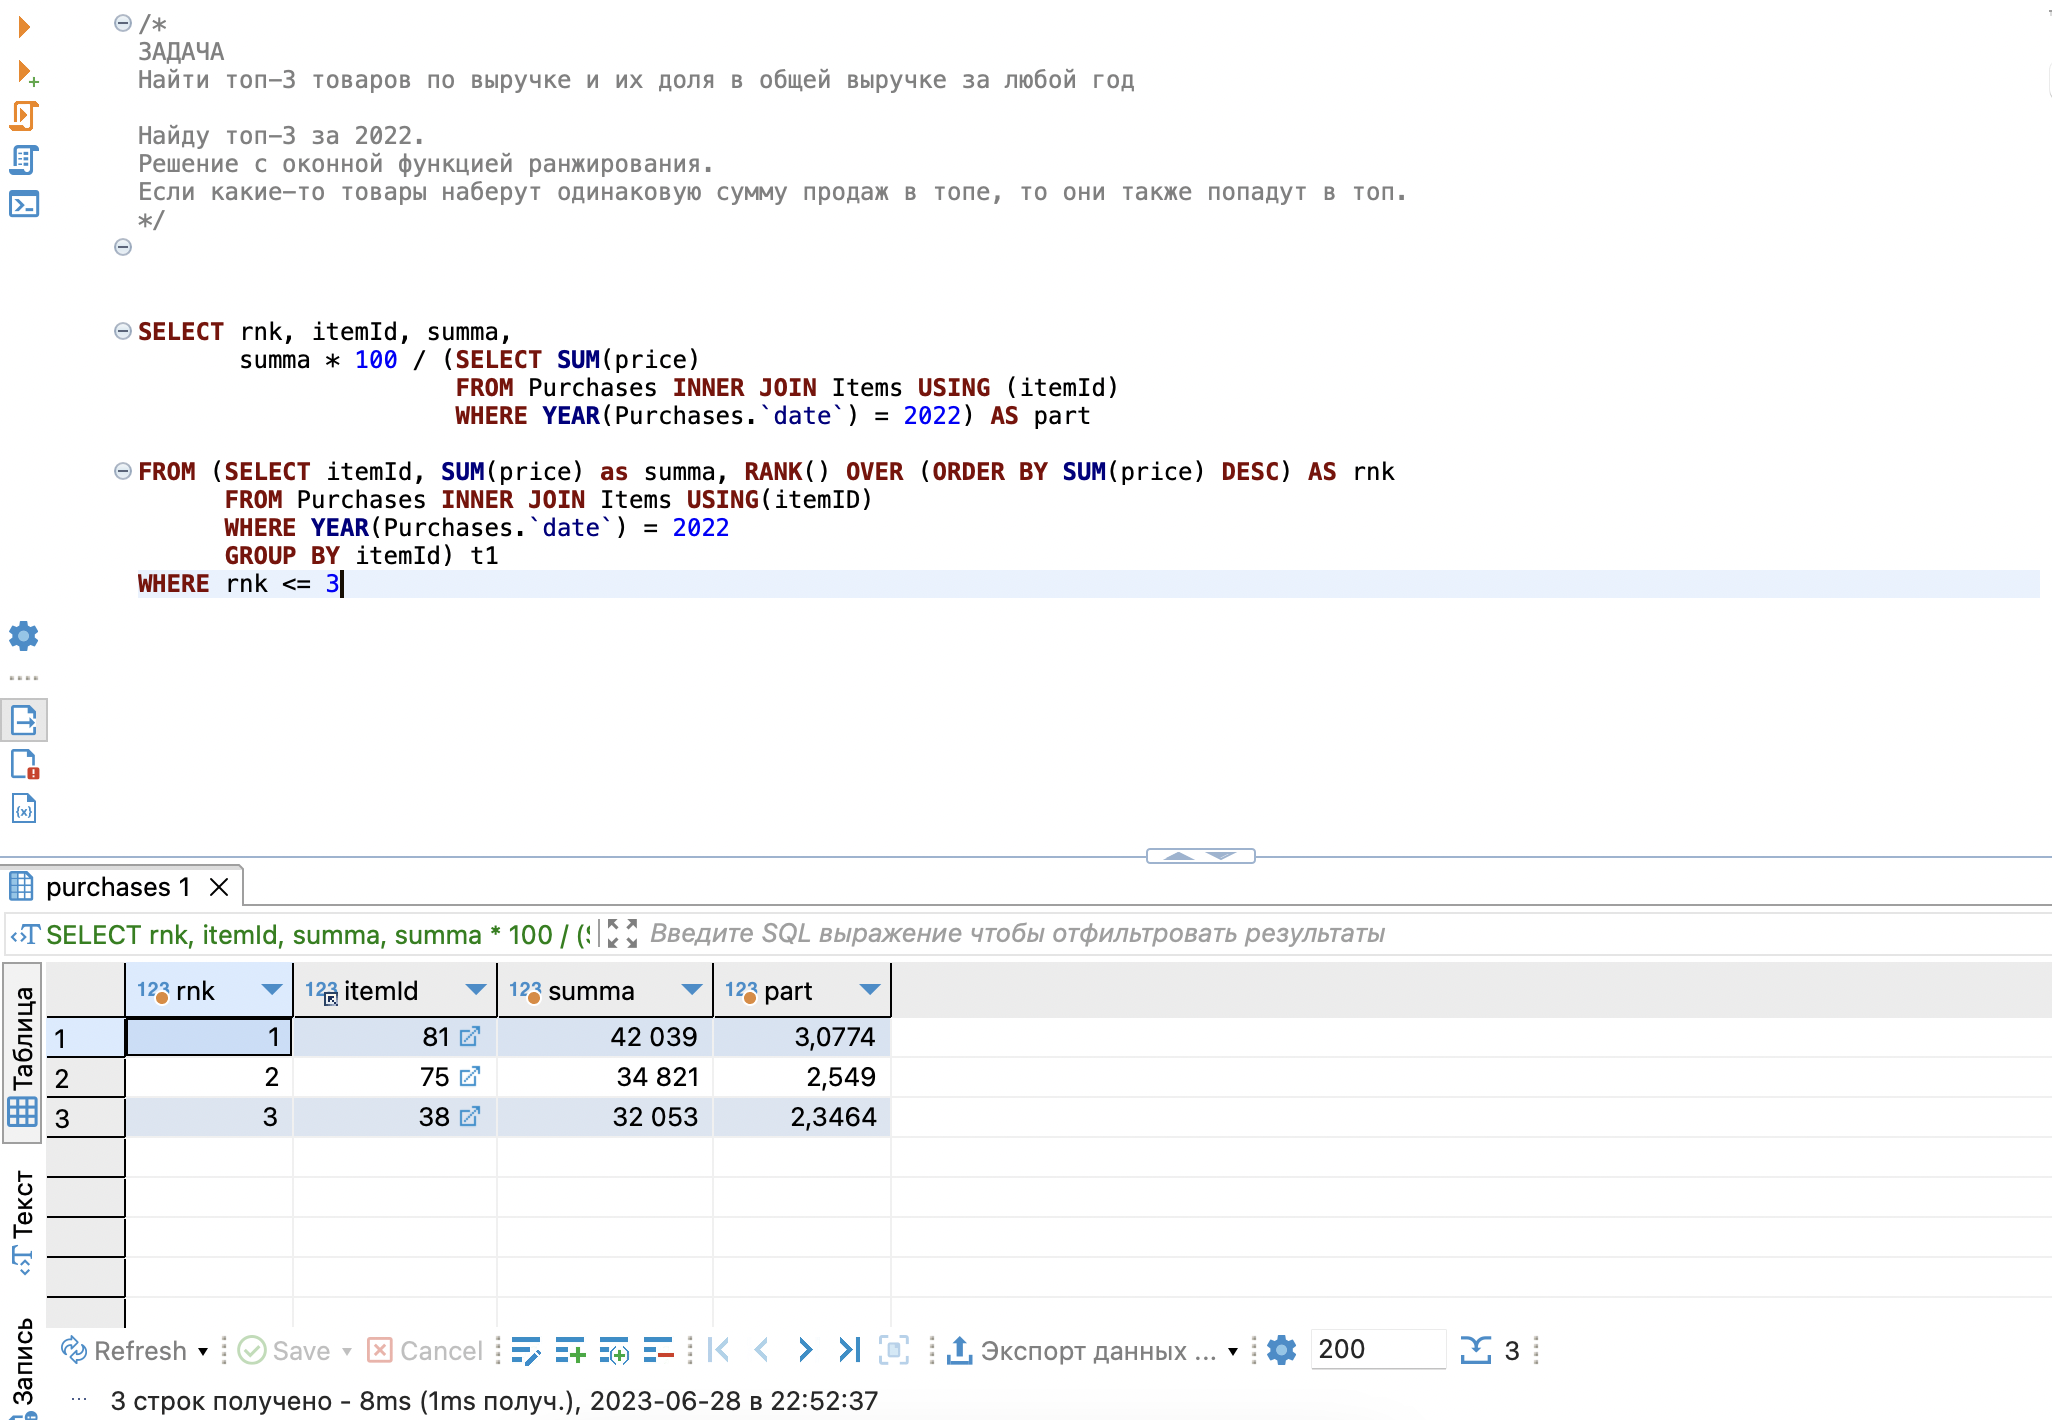 /*
ЗАДАЧА
Найти топ-3 товаров по выручке и их доля в общей выручке за любой год
Найду топ-3 за 2022.
Решение с оконной функцией ранжирования.
Если какие-то товары наберут одинаковую сумму продаж в топе, то они также попадут в топ.
*/
SELECT rnk, itemId, summa,
summa * 100 / (SELECT SUM(price)
FROM Purchases INNER JOIN Items USING (itemId)
WHERE YEAR(Purchases.`date`) = 2022) AS part
FROM (SELECT itemId, SUM(price) as summa, RANK() OVER (ORDER BY SUM(price) DESC) AS rnk
FROM Purchases INNER JOIN Items USING(itemID)
WHERE YEAR(Purchases.`date`) = 2022
GROUP BY itemId) t1
WHERE rnk <= 3
purchases 1
SELECT rnk, itemId, summa, summa * 100 / (S Введите SQL выражение чтобы отфильтровать результаты
Таблица
Текст
Запись
123 rnk 123 itemId 123 summa 123 part
1 1 81 42 039 3,0774
2 2 75 34 821 2,549
3 3 38 32 053 2,3464
Refresh Save Cancel Экспорт данных ... 200 3
... 3 строк получено - 8ms (1ms получ.), 2023-06-28 в 22:52:37